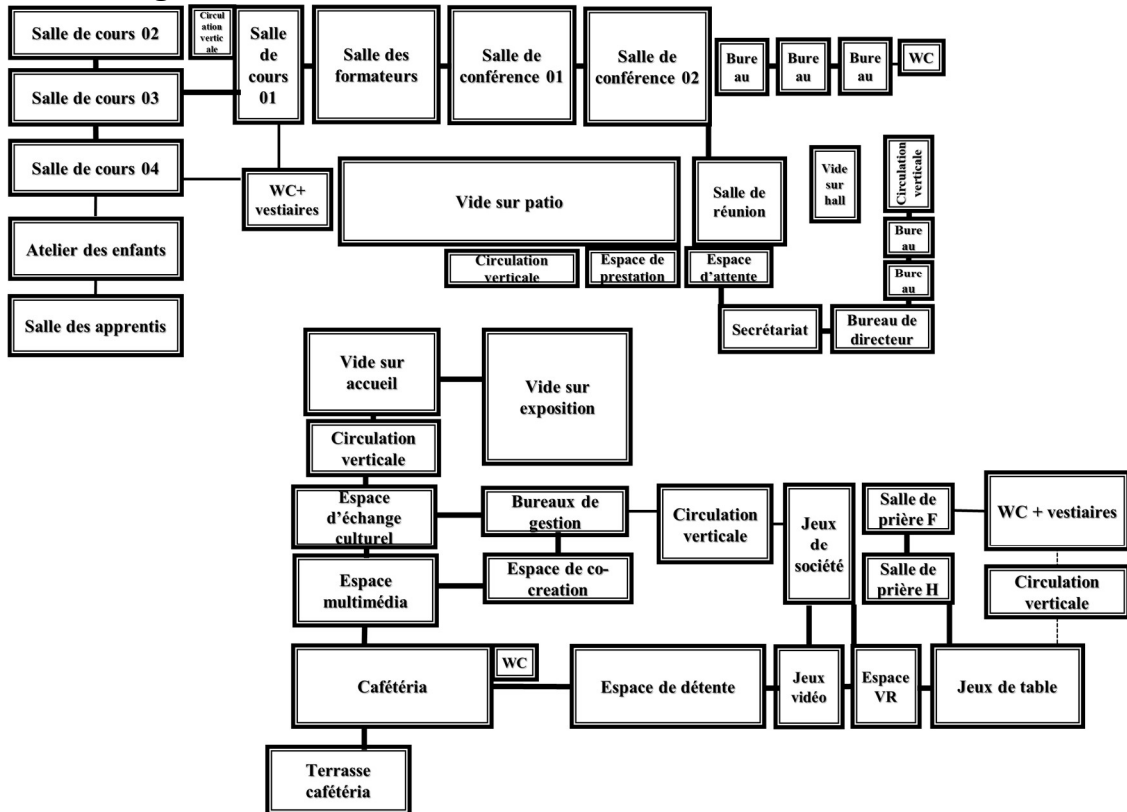 Salle de cours 02
Circul
ation
vertic
ale
Salle
de
cours
01
Salle des
formateurs
Salle de
conférence 01
Salle de
conférence 02
Bure
au
Bure
au
Bure
au
WC
Salle de cours 03
Salle de cours 04
WC+
vestiaires
Vide sur patio
Salle de
réunion
Vide
sur
hall
Circulation
verticale
Atelier des enfants
Circulation
verticale
Espace de
prestation
Espace
d’attente
Bure
au
Bure
au
Salle des apprentis
Secrétariat
Bureau de
directeur
Vide sur
accueil
Vide sur
exposition
Circulation
verticale
Espace
d’échange
culturel
Bureaux de
gestion
Circulation
verticale
Jeux
de
société
Salle de
prière F
WC + vestiaires
Espace
multimédia
Espace de co-
creation
Salle de
prière H
Circulation
verticale
Cafétéria
WC
Espace de détente
Jeux
vidéo
Espace
VR
Jeux de table
Terrasse
cafétéria